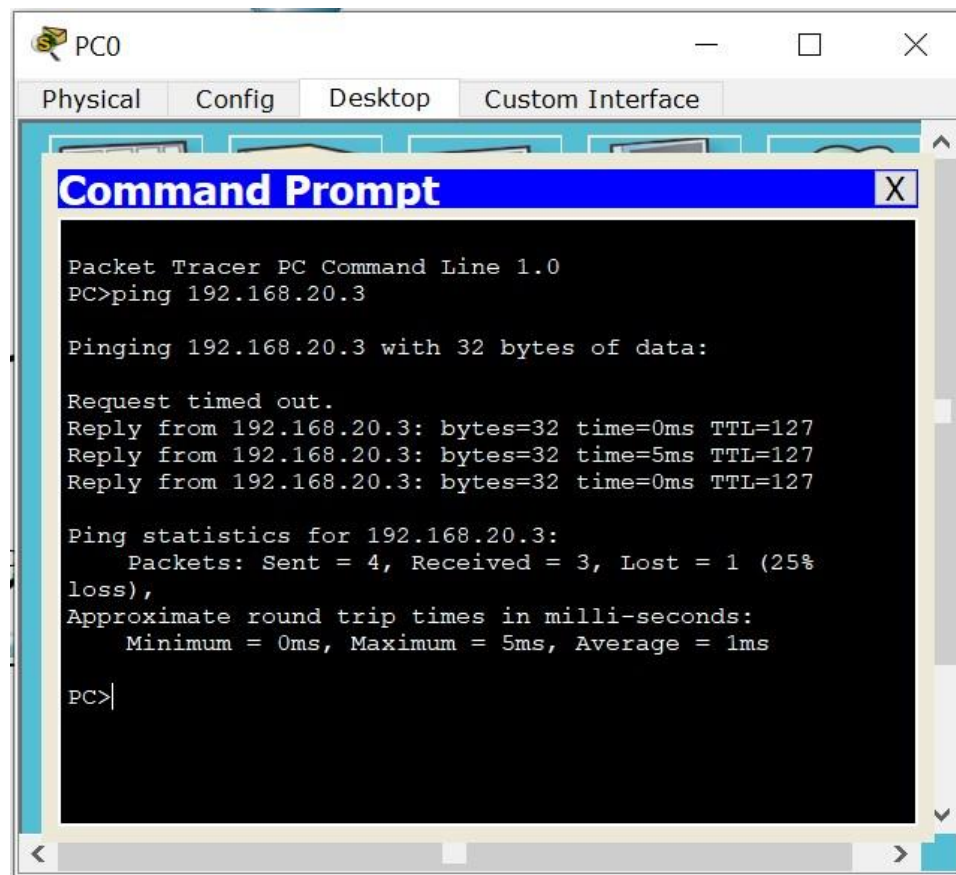 PC0
Physical Config Desktop Custom Interface
Command Prompt X
Packet Tracer PC Command Line 1.0
PC>ping 192.168.20.3
Pinging 192.168.20.3 with 32 bytes of data:
Request timed out.
Reply from 192.168.20.3: bytes=32 time=0ms TTL=127
Reply from 192.168.20.3: bytes=32 time=5ms TTL=127
Reply from 192.168.20.3: bytes=32 time=0ms TTL=127
Ping statistics for 192.168.20.3:
Packets: Sent = 4, Received = 3, Lost = 1 (25%
loss),
Approximate round trip times in milli-seconds:
Minimum = 0ms, Maximum = 5ms, Average = 1ms
PC>